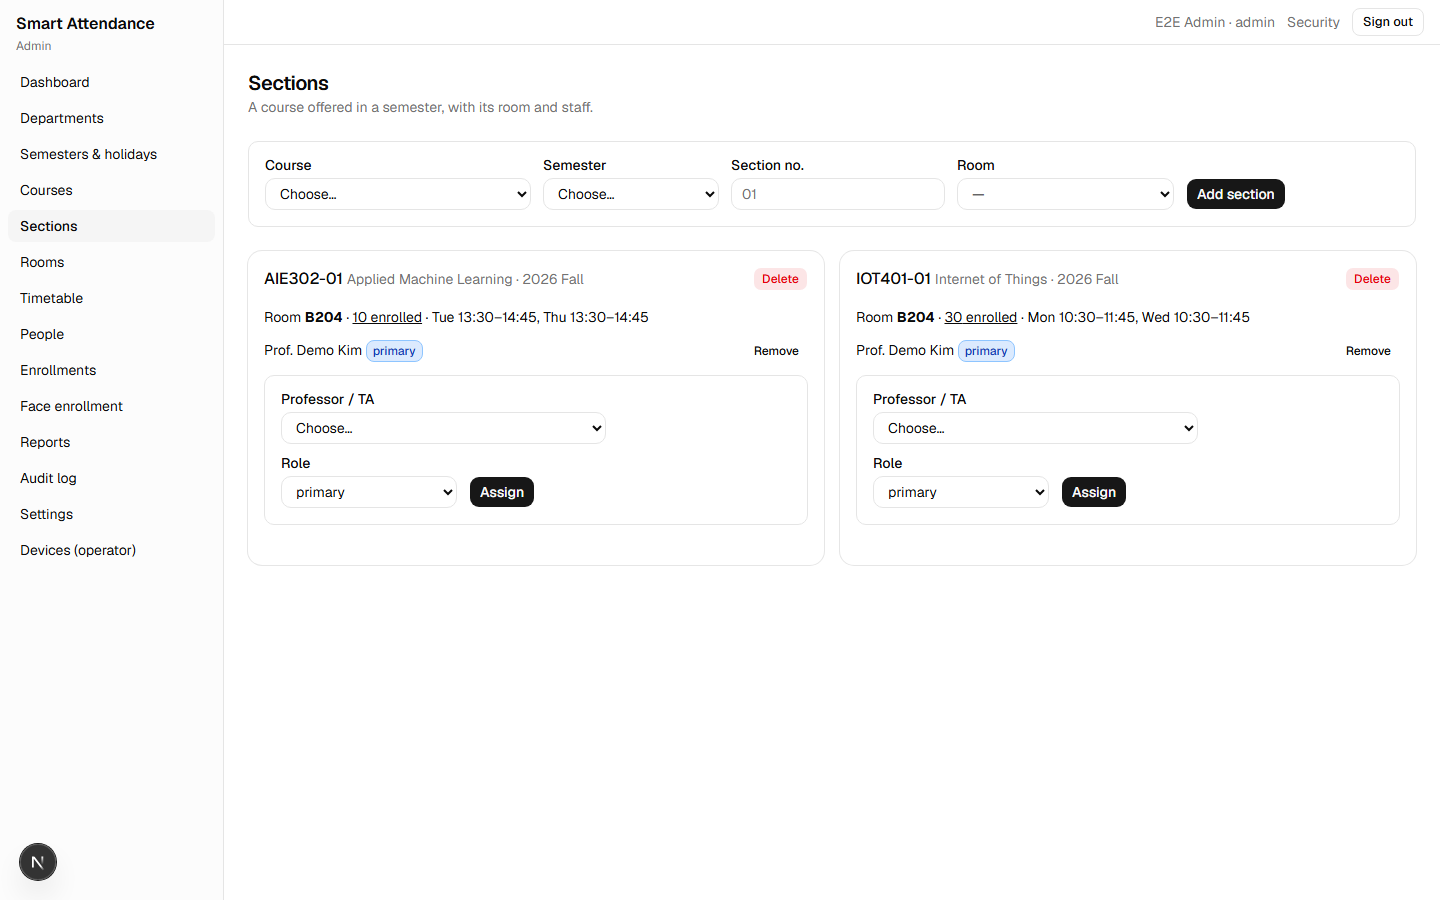 Smart Attendance
Admin
Dashboard
Departments
Semesters & holidays
Courses
Sections
Rooms
Timetable
People
Enrollments
Face enrollment
Reports
Audit log
Settings
Devices (operator)
N
E2E Admin · admin Security Sign out
Sections
A course offered in a semester, with its room and staff.
Course Semester Section no. Room
Choose... Choose... 01 — Add section
AIE302-01 Applied Machine Learning · 2026 Fall Delete
Room B204 · 10 enrolled · Tue 13:30–14:45, Thu 13:30–14:45
Prof. Demo Kim primary Remove
Professor / TA
Choose...
Role
primary Assign
IOT401-01 Internet of Things · 2026 Fall Delete
Room B204 · 30 enrolled · Mon 10:30–11:45, Wed 10:30–11:45
Prof. Demo Kim primary Remove
Professor / TA
Choose...
Role
primary Assign